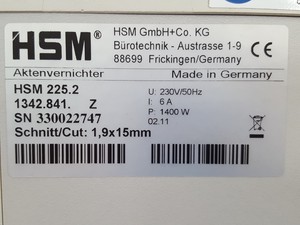 HSM®
HSM GmbH+Co. KG
Bürotechnik - Austrasse 1-9
88699 Frickingen/Germany
CE
Aktenvernichter
Made in Germany
HSM 225.2
1342.841. Z
SN 330022747
Schnitt/Cut: 1,9x15mm
U: 230V/50Hz
I: 6 A
P: 1400 W
02.11